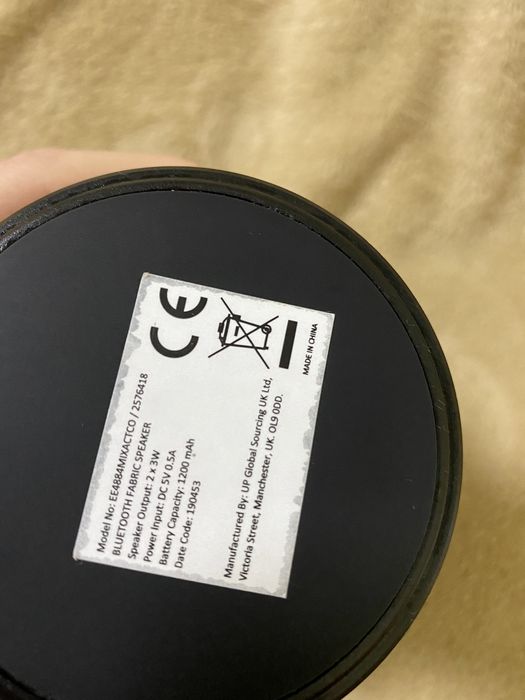 Model No: EE4884MIXACTCO / 2576418
BLUETOOTH FABRIC SPEAKER
Speaker Output: 2 x 3W
Power Input: DC 5V 0.5A
Battery Capacity: 1200 mAh
Date Code: 190453
CE
Manufactured By: UP Global Sourcing UK Ltd,
Victoria Street, Manchester, UK. OL9 0DD.
MADE IN CHINA